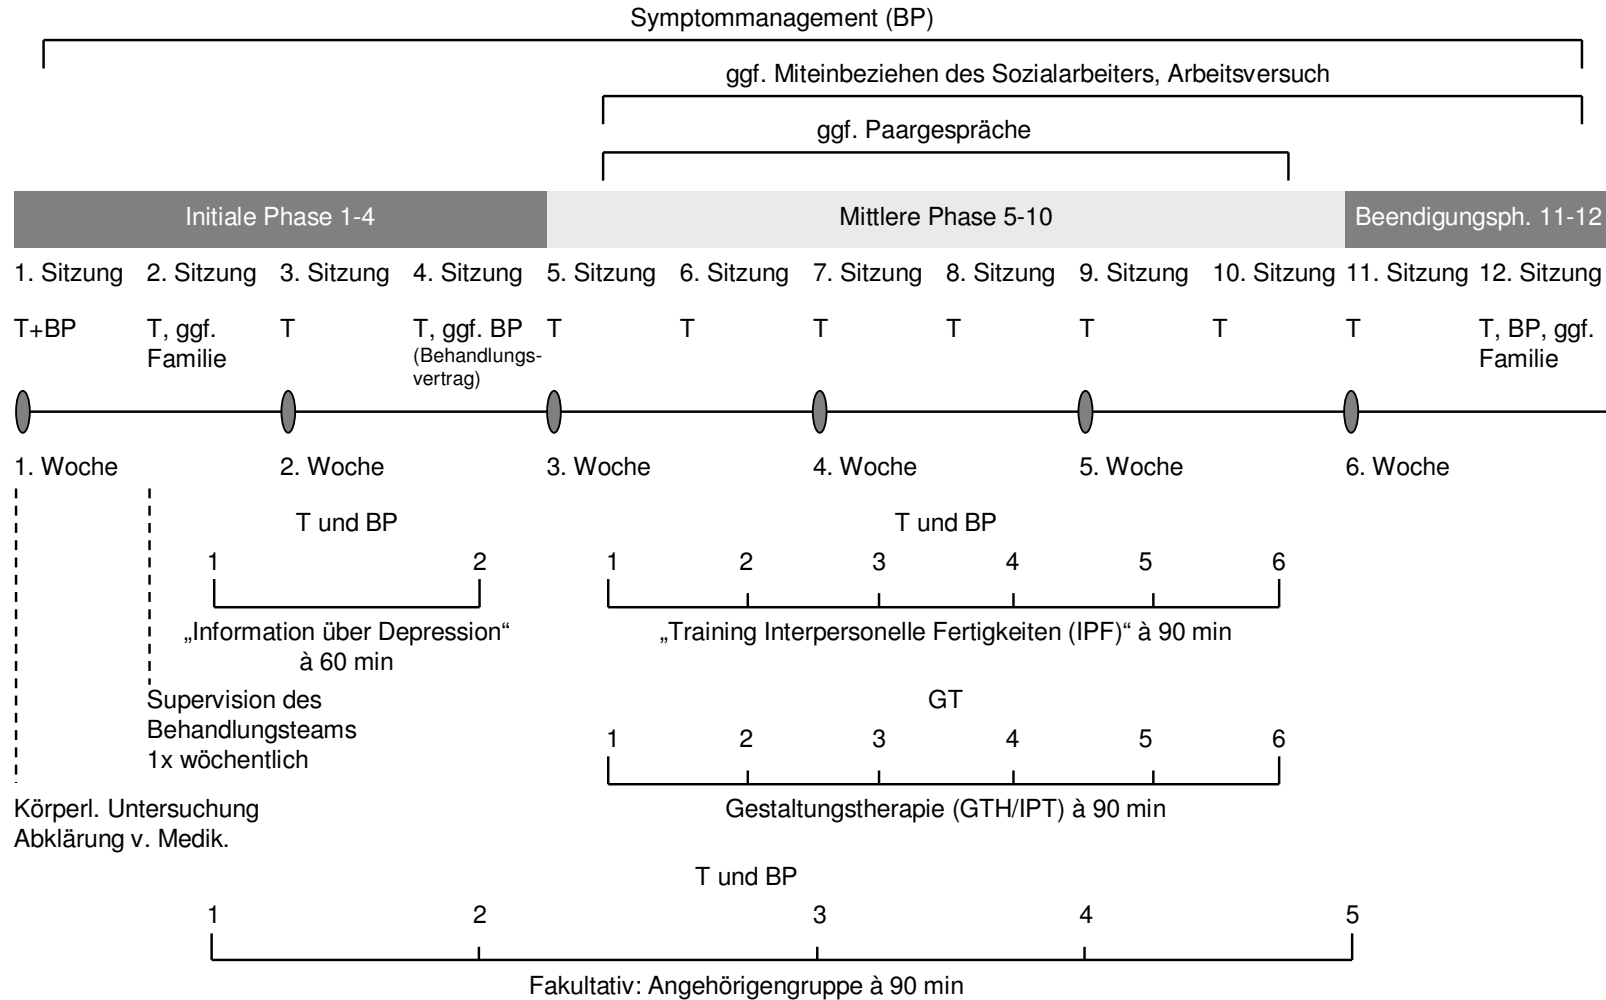 Symptommanagement (BP)
ggf. Miteinbeziehen des Sozialarbeiters, Arbeitsversuch
ggf. Paargespräche
Initiale Phase 1-4 Mittlere Phase 5-10 Beendigungsph. 11-12
1. Sitzung 2. Sitzung 3. Sitzung 4. Sitzung 5. Sitzung 6. Sitzung 7. Sitzung 8. Sitzung 9. Sitzung 10. Sitzung 11. Sitzung 12. Sitzung
T+BP T, ggf. T T, ggf. BP T T T T T T T T, BP, ggf.
Familie (Behandlungs- Familie
vertrag)
1. Woche 2. Woche 3. Woche 4. Woche 5. Woche 6. Woche
T und BP T und BP
1 2 1 2 3 4 5 6
„Information über Depression“ „Training Interpersonelle Fertigkeiten (IPF)“ à 90 min
à 60 min
Supervision des GT
Behandlungsteams
1x wöchentlich
1 2 3 4 5 6
Körperl. Untersuchung Gestaltungstherapie (GTH/IPT) à 90 min
Abklärung v. Medik.
T und BP
1 2 3 4 5
Fakultativ: Angehörigengruppe à 90 min